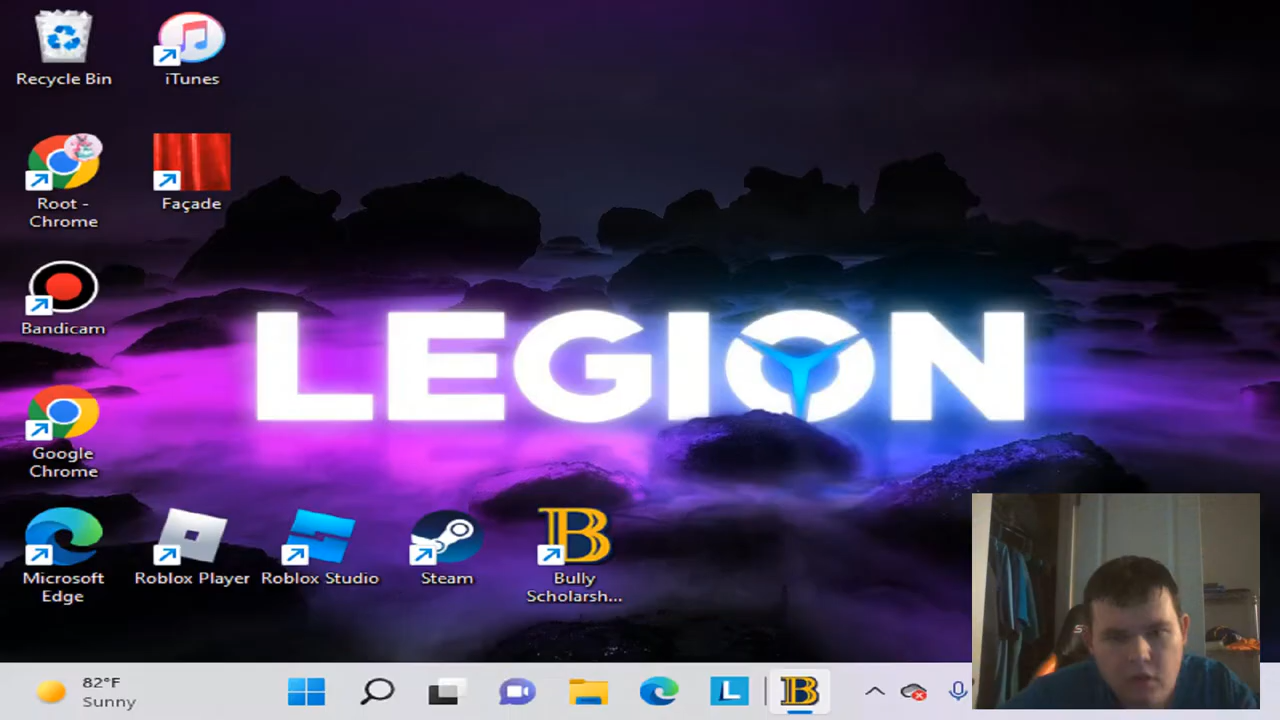 Recycle Bin
iTunes
Root -
Chrome
Façade
Bandicam
LEGION
Google
Chrome
Microsoft
Edge
Roblox Player
Roblox Studio
Steam
Bully
Scholarsh...
82°F
Sunny